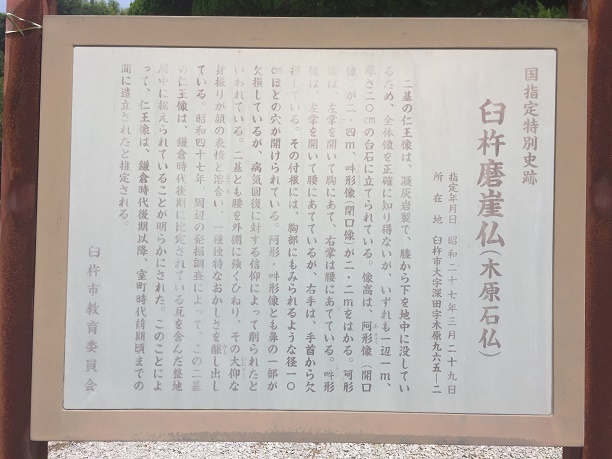 国指定特別史跡
臼杵磨崖仏(木原石仏)
指定年月日 昭和二十七年三月二十九日
所在地 臼杵市大字深田字木原九六五―二
二基の仁王像は、凝灰岩製で、膝から下を地中に没してい
るため、全体像を正確に知り得ないが、いずれも一辺一m、
厚さ二〇㎝の台石に立てられている。像高は、阿形像(開口
像)が二・四m、吽形像(閉口像)が二・二mをはかる。阿形
像は、左掌を開いて胸にあて、右掌は腰にあてている。吽形
像は、左掌を開いて腰にあてているが、右手は、手首から欠
損している。その付根には、胸部にもみられるような径一〇
㎝ほどの穴が開けられている。阿形・吽形像とも鼻の一部が
欠損しているが、病気回復に対する信仰によって削られたと
いわれている。二基とも腰を外側に強くひねり、その大仰な
身振りが顔の表情と溶合い、一種独特なおかしさを醸し出し
ている。昭和四十七年、周辺の発掘調査によって、この二基
の仁王像は、鎌倉時代後期に比定されている瓦を含んだ整地
層中に据えられていることが明らかにされた。このことによ
って、仁王像は、鎌倉時代後期以降、室町時代前期頃までの
間に造立されたと推定される。
臼杵市教育委員会